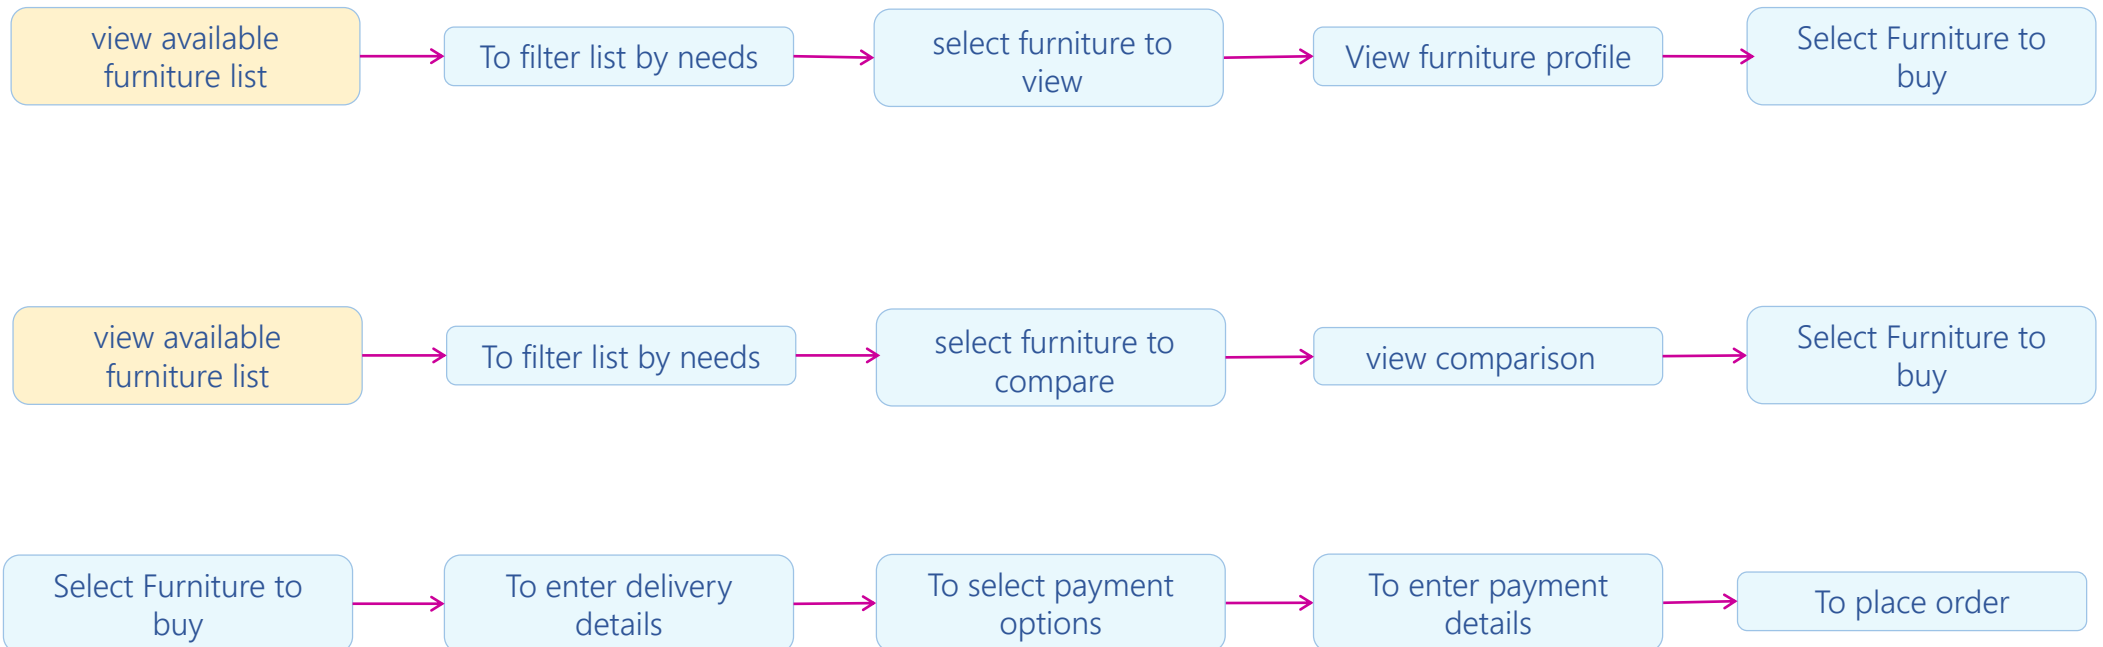 view available
furniture list
To filter list by needs
select furniture to
view
View furniture profile
Select Furniture to
buy
view available
furniture list
To filter list by needs
select furniture to
compare
view comparison
Select Furniture to
buy
Select Furniture to
buy
To enter delivery
details
To select payment
options
To enter payment
details
To place order